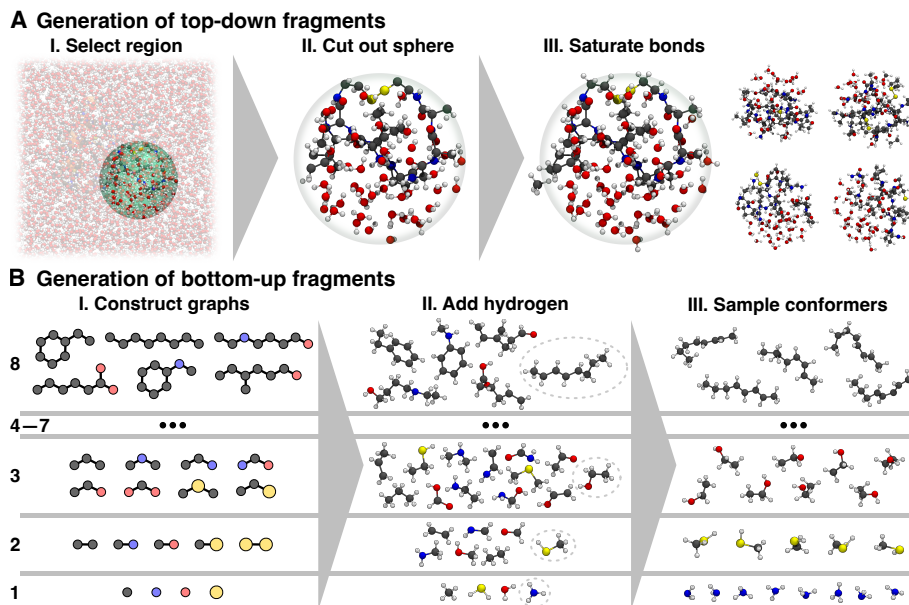 A Generation of top-down fragments
I. Select region
II. Cut out sphere
III. Saturate bonds
B Generation of bottom-up fragments
I. Construct graphs
II. Add hydrogen
III. Sample conformers
8
4—7
3
2
1